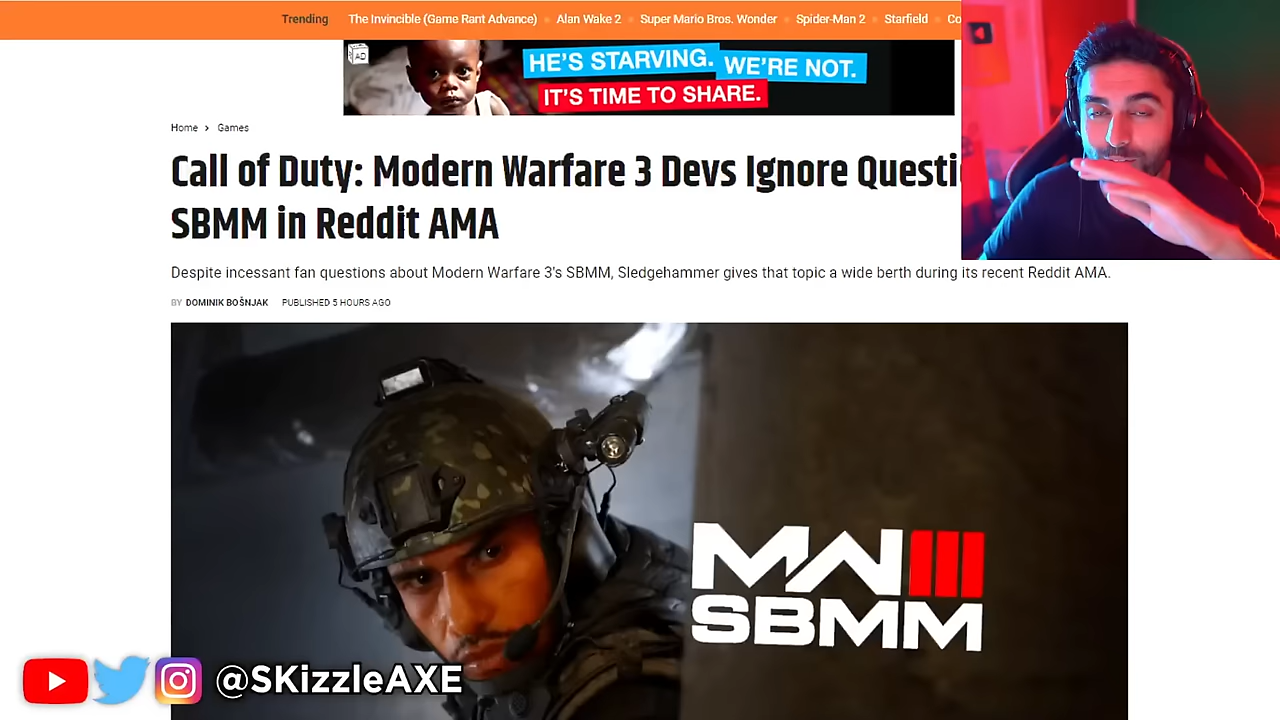 Trending The Invincible (Game Rant Advance) Alan Wake 2 Super Mario Bros. Wonder Spider-Man 2 Starfield
AD
HE'S STARVING. WE'RE NOT.
IT'S TIME TO SHARE.
Home > Games
Call of Duty: Modern Warfare 3 Devs Ignore
SBMM in Reddit AMA
Despite incessant fan questions about Modern Warfare 3's SBMM, Sledgehammer gives that topic a wide berth during its recent Reddit AMA.
BY DOMINIK BOŠNJAK PUBLISHED 5 HOURS AGO
MWIII
SBMM
@SKizzleAXE